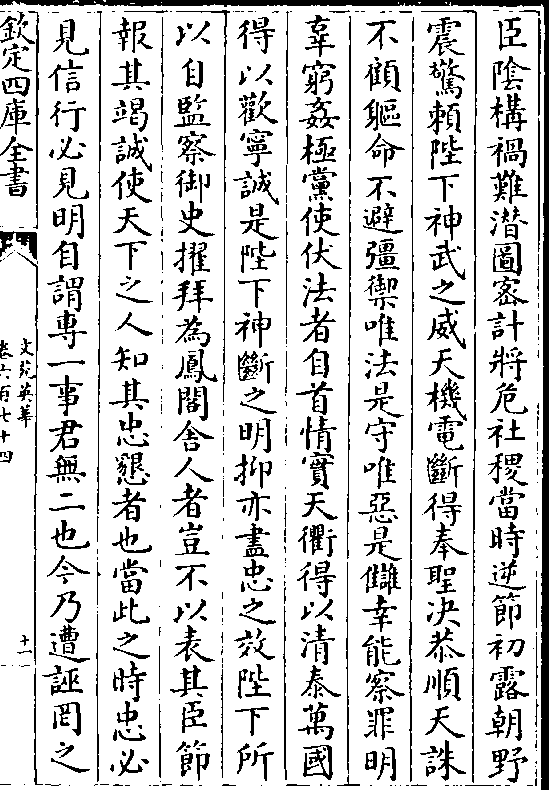 臣陰構禍難潛圖密計將危社稷當時逆節初露朝野
震驚賴陛下神武之威天機電斷得奉聖决恭順天誅
不顧軀命不避彊禦唯法是守唯惡是讎幸能察罪明
辜窮姦極黨使伏法者自首情實天衢得以清泰萬國
得以歡寧誠是陛下神斷之明抑亦盡忠之效陛下所
以自監察御史擢拜為鳳閣舍人者豈不以表其臣節
報其竭誠使天下之人知其忠懇者也當此之時忠必
見信行必見明自謂專一事君無二也今乃遭誣罔之
欽定四庫全書
文苑英華
卷六百七十四
十一